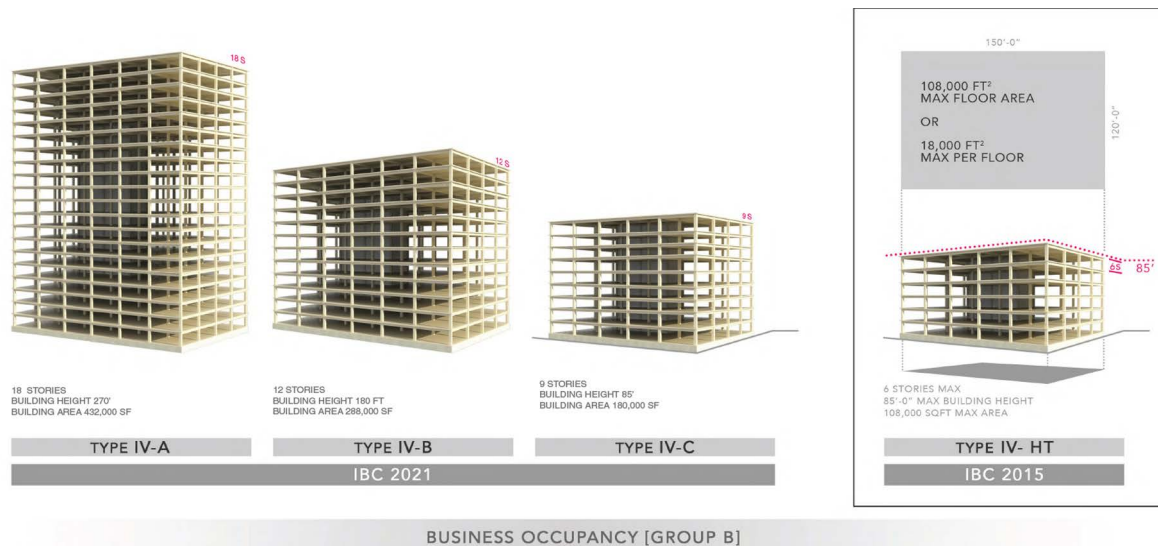 18 S
12 S
9 S
150'-0"
108,000 FT²
MAX FLOOR AREA
OR
18,000 FT²
MAX PER FLOOR
120'-0"
6S
85'
18 STORIES
BUILDING HEIGHT 270'
BUILDING AREA 432,000 SF
12 STORIES
BUILDING HEIGHT 180 FT
BUILDING AREA 288,000 SF
9 STORIES
BUILDING HEIGHT 85'
BUILDING AREA 180,000 SF
6 STORIES MAX
85'-0" MAX BUILDING HEIGHT
108,000 SQFT MAX AREA
TYPE IV-A
TYPE IV-B
TYPE IV-C
TYPE IV- HT
IBC 2021
IBC 2015
BUSINESS OCCUPANCY [GROUP B]